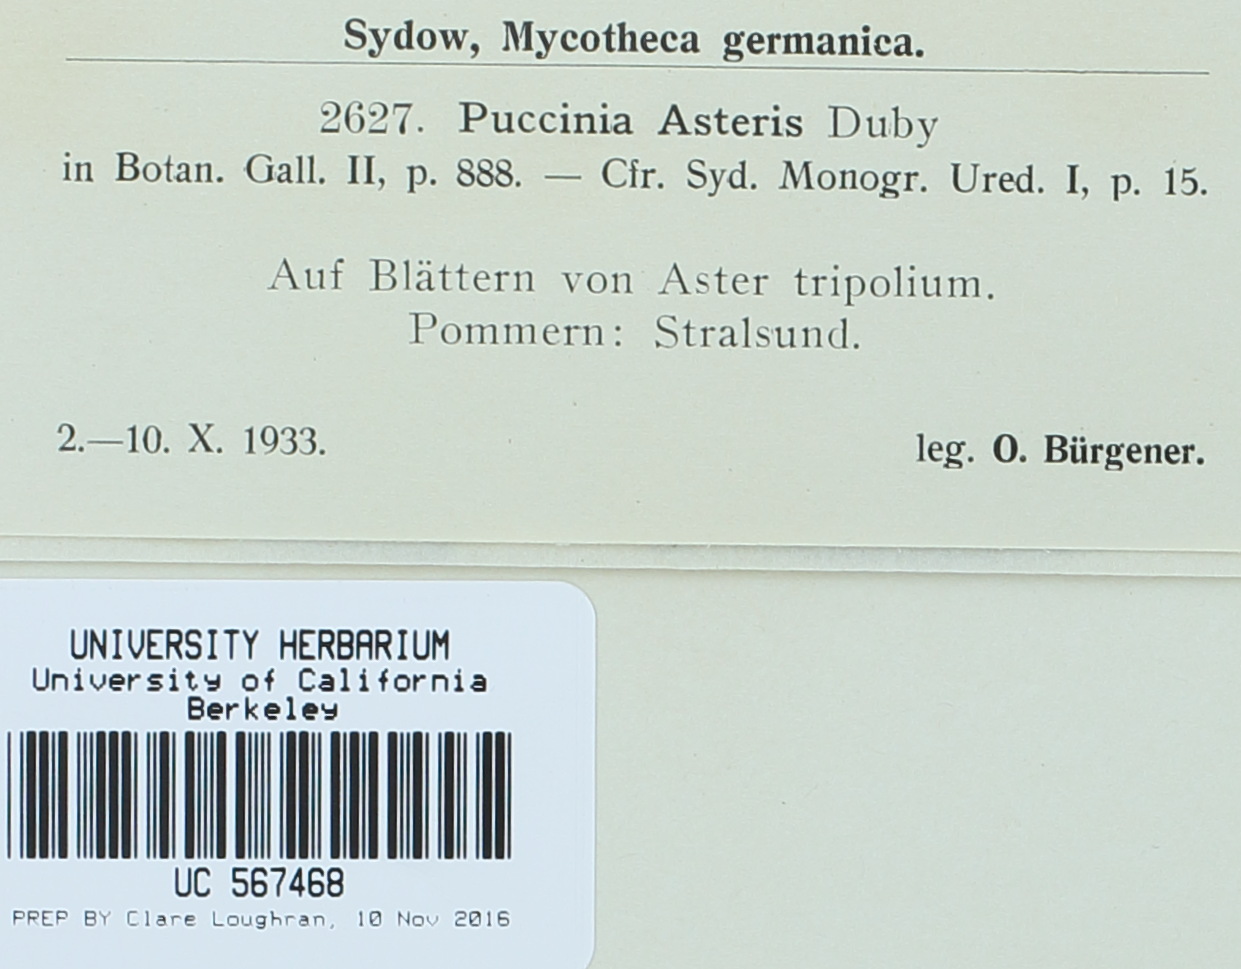 Sydow, Mycotheca germanica.
2627. Puccinia Asteris Duby
in Botan. Gall. II, p. 888. — Cfr. Syd. Monogr. Ured. I, p. 15.
Auf Blättern von Aster tripolium.
Pommern: Stralsund.
2.—10. X. 1933.
leg. O. Bürgener.
UNIVERSITY HERBARIUM
University of California
Berkeley
UC 567468
PREP BY Clare Loughran, 10 Nov 2016